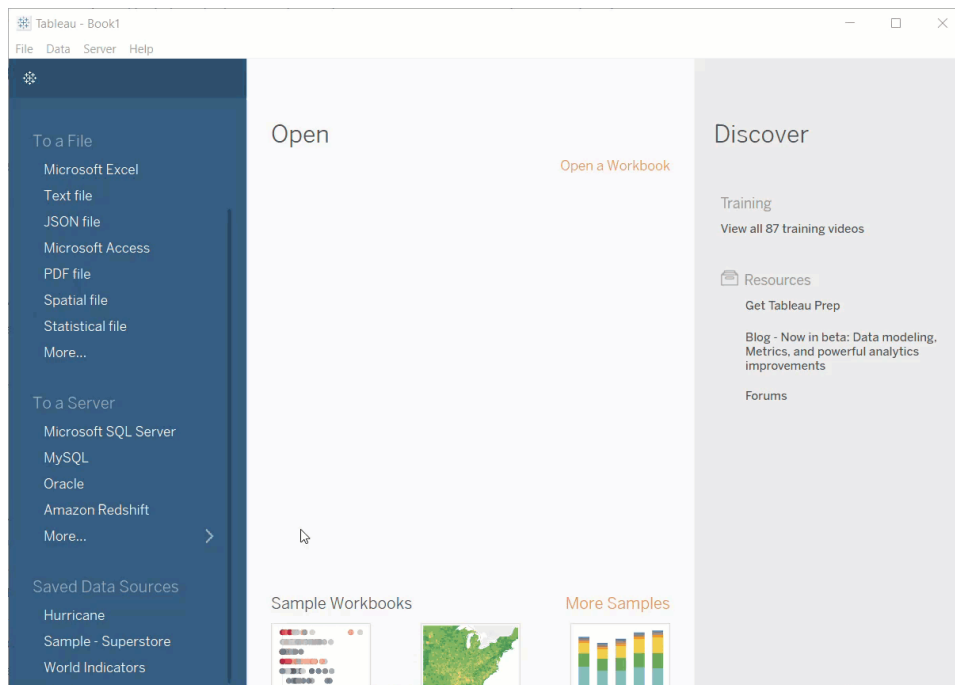 Tableau - Book1
File Data Server Help
To a File
Microsoft Excel
Text file
JSON file
Microsoft Access
PDF file
Spatial file
Statistical file
More...
To a Server
Microsoft SQL Server
MySQL
Oracle
Amazon Redshift
More...
Saved Data Sources
Hurricane
Sample - Superstore
World Indicators
Open
Open a Workbook
Sample Workbooks
More Samples
Discover
Training
View all 87 training videos
Resources
Get Tableau Prep
Blog - Now in beta: Data modeling,
Metrics, and powerful analytics
improvements
Forums